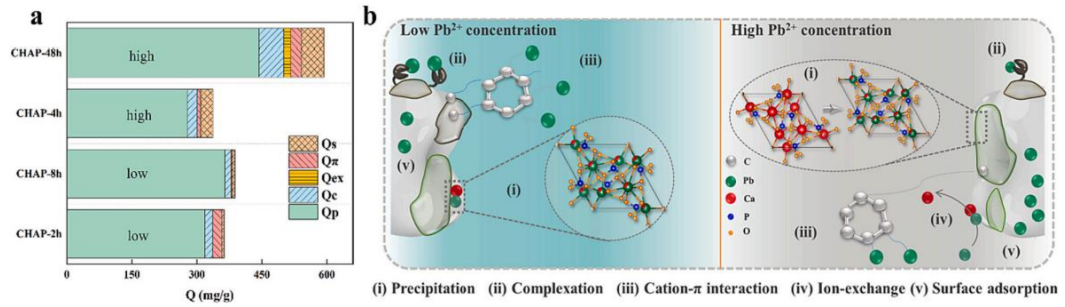 a
CHAP-48h
high
CHAP-4h
high
CHAP-8h
low
CHAP-2h
low
Qs
Qπ
Qex
Qc
Qp
0
300
450
600
Q (mg/g)
b
Low Pb²⁺ concentration
(ii)
(iii)
(v)
(i)
High Pb²⁺ concentration
(i)
(ii)
C
Pb
Ca
P
O
(iii)
(iv)
(v)
(i) Precipitation (ii) Complexation (iii) Cation-π interaction (iv) Ion-exchange (v) Surface adsorption